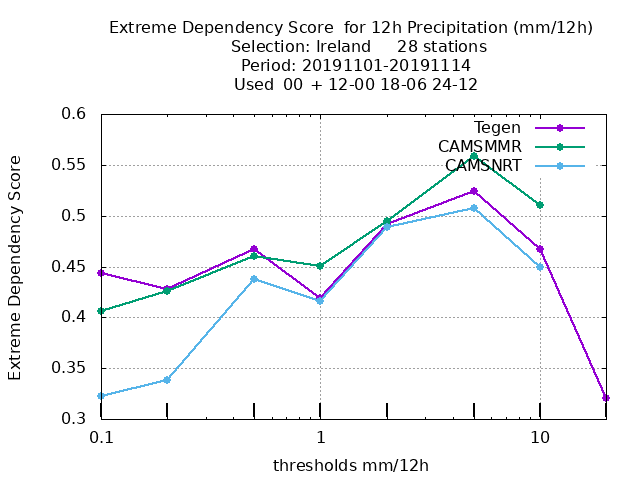 Extreme Dependency Score  for 12h Precipitation (mm/12h)
Selection: Ireland     28 stations
Period: 20191101-20191114
Used  00  + 12-00 18-06 24-12
Tegen
CAMSMMR
CAMSNRT
Extreme Dependency Score
0.6
0.55
0.5
0.45
0.4
0.35
0.3
0.1
1
10
thresholds mm/12h